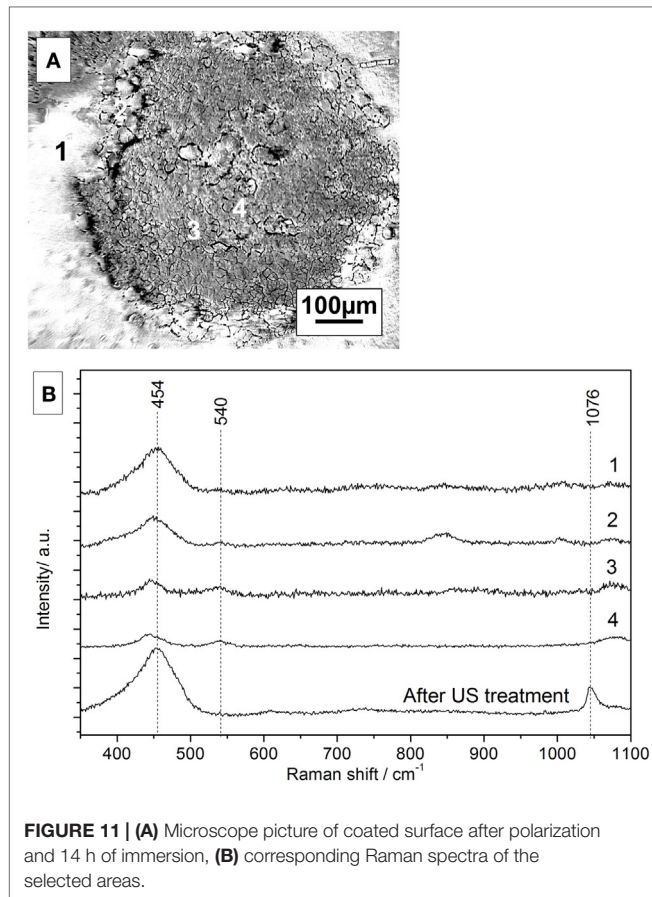 A
1
2
3
4
100µm
B
454
540
1076
1
2
3
4
After US treatment
Intensity/ a.u.
400 500 600 700 800 900 1000 1100
Raman shift / cm-1
FIGURE 11 | (A) Microscope picture of coated surface after polarization
and 14 h of immersion, (B) corresponding Raman spectra of the
selected areas.